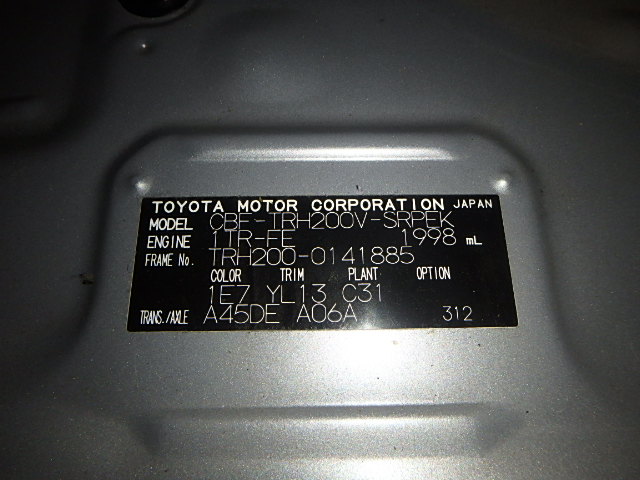 TOYOTA MOTOR CORPORATION JAPAN
MODEL CBF-TRH200V-SRPEK
ENGINE 1TR-FE 1998 mL
FRAME No. TRH200-0141885
COLOR TRIM PLANT OPTION
1E7 YL13 C31
TRANS./AXLE A45DE A06A 312